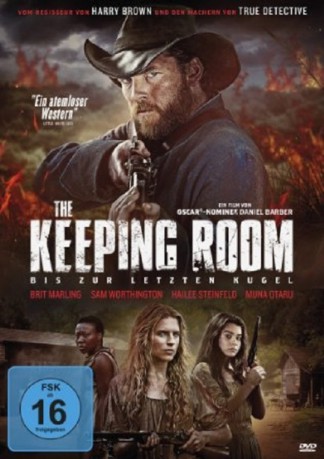 VOM REGISSEUR VON HARRY BROWN UND DEN MACHERN VON TRUE DETECTIVE
"Ein atemloser
Western"
EIN FILM VON
OSCAR®-NOMINEE DANIEL BARBER
THE
KEEPING ROOM
BIS ZUR LETZTEN KUGEL
BRIT MARLING SAM WORTHINGTON HAILEE STEINFELD MUNA OTARU
FSK
ab
16
freigegeben
DVD